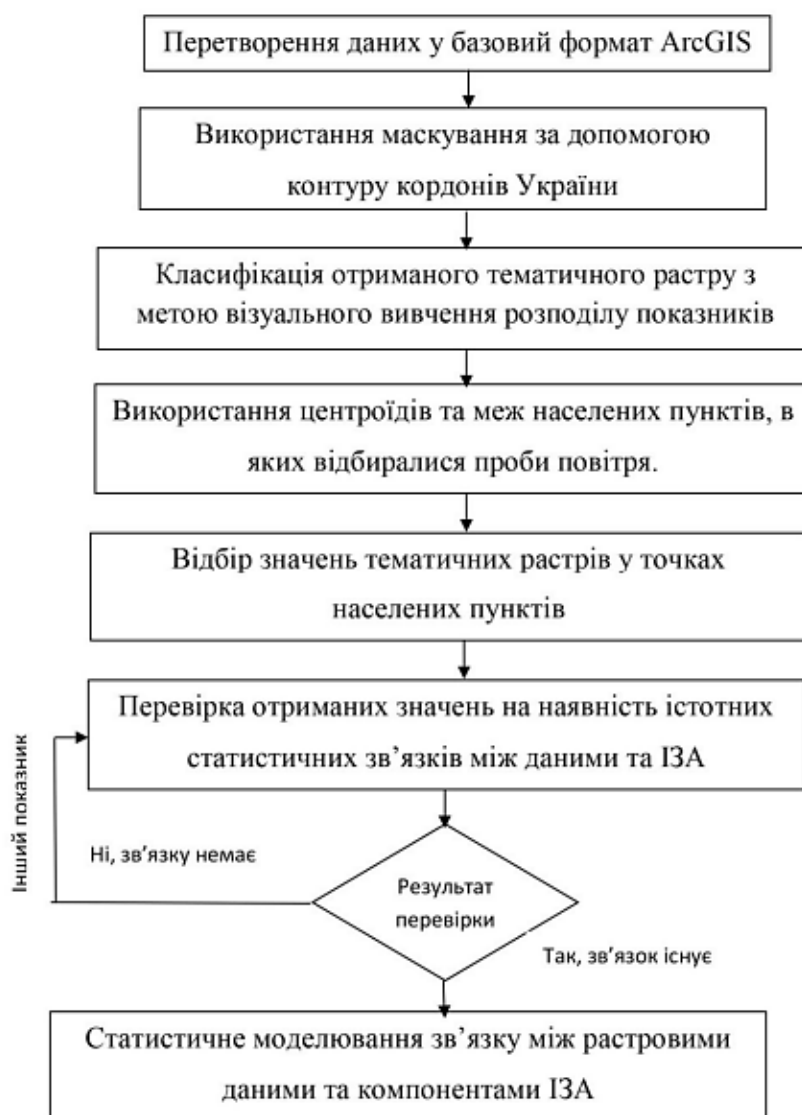 Перетворення даних у базовий формат ArcGIS
Використання маскування за допомогою
контуру кордонів України
Класифікація отриманого тематичного растру з
метою візуального вивчення розподілу показників
Використання центроїдів та меж населених пунктів, в
яких відбиралися проби повітря.
Відбір значень тематичних растрів у точках
населених пунктів
Перевірка отриманих значень на наявність істотних
статистичних зв’язків між даними та ІЗА
Інший показник
Ні, зв’язку немає
Результат
перевірки
Так, зв’язок існує
Статистичне моделювання зв’язку між растровими
даними та компонентами ІЗА